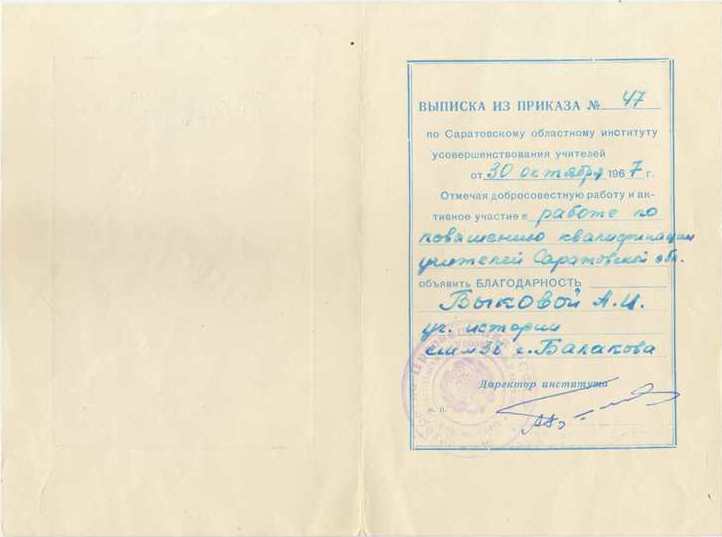 ВЫПИСКА ИЗ ПРИКАЗА № 47
по Саратовскому областному институту
усовершенствования учителей
от 30 октября 1967 г.
Отмечая добросовестную работу и ак-
тивное участие в работе по
повышению квалификации
учителей Саратовской обл.
объявить БЛАГОДАРНОСТЬ
Быковой А.И.
уч. истории
г. Балакова
Директор института
м. п.